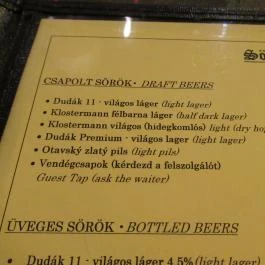 Sö
CSAPOLT SÖRÖK · DRAFT BEERS
• Dudák 11 · világos láger (light lager)
• Klostermann félbarna láger (half dark lager)
• Klostermann világos (hidegkomlós) light (dry ho
• Dudák Premium · világos láger (light lager)
• Otavský zlatý pils (light pils)
• Vendégcsapok (kérdezd a felszolgálót)
Guest Tap (ask the waiter)
ÜVEGES SÖRÖK · BOTTLED BEERS
• Dudák 11 · világos láger 4,5% (light lager)